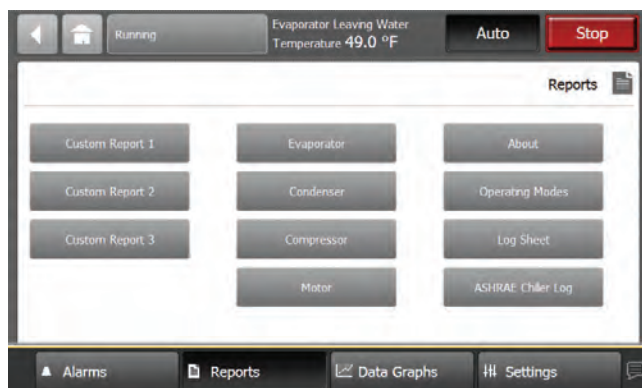 Running
Evaporator Leaving Water
Temperature 49.0 °F
Auto
Stop
Reports
Custom Report 1
Evaporator
About
Custom Report 2
Condenser
Operating Modes
Custom Report 3
Compressor
Log Sheet
Motor
ASHRAE Chiller Log
Alarms
Reports
Data Graphs
Settings